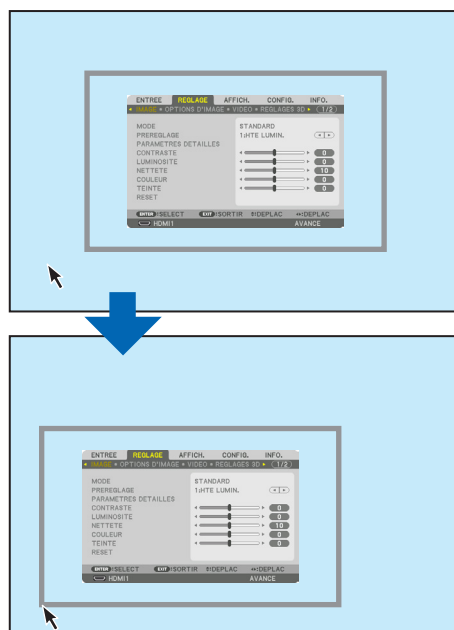 ENTREE REGLAGE AFFICH. CONFIG. INFO.
IMAGE • OPTIONS D'IMAGE • VIDEO • REGLAGES 3D 1/2
MODE STANDARD
PREREGLAGE 1:HTE LUMIN.
PARAMETRES DETAILLES
CONTRASTE 0
LUMINOSITE 0
NETTETE 10
COULEUR 0
TEINTE 0
RESET
ENTER :SELECT EXIT :SORTIR :DEPLAC :DEPLAC
HDMI1 AVANCE
ENTREE REGLAGE AFFICH. CONFIG. INFO.
IMAGE • OPTIONS D'IMAGE • VIDEO • REGLAGES 3D 1/2
MODE STANDARD
PREREGLAGE 1:HTE LUMIN.
PARAMETRES DETAILLES
CONTRASTE 0
LUMINOSITE 0
NETTETE 10
COULEUR 0
TEINTE 0
RESET
ENTER :SELECT EXIT :SORTIR :DEPLAC :DEPLAC
HDMI1 AVANCE